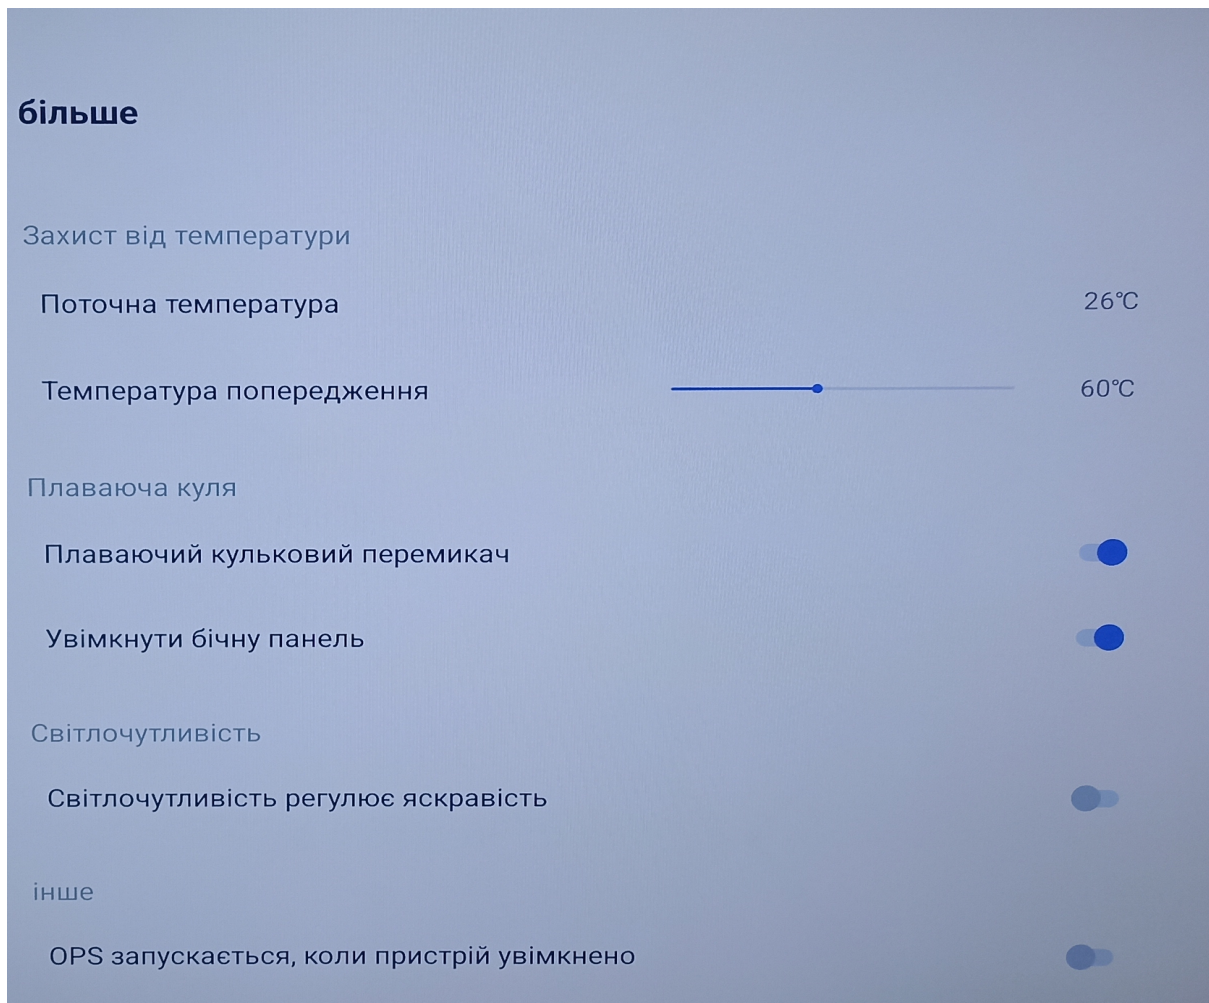 більше
Захист від температури
Поточна температура 26℃
Температура попередження 60℃
Плаваюча куля
Плаваючий кульковий перемикач
Увімкнути бічну панель
Світлочутливість
Світлочутливість регулює яскравість
інше
OPS запускається, коли пристрій увімкнено